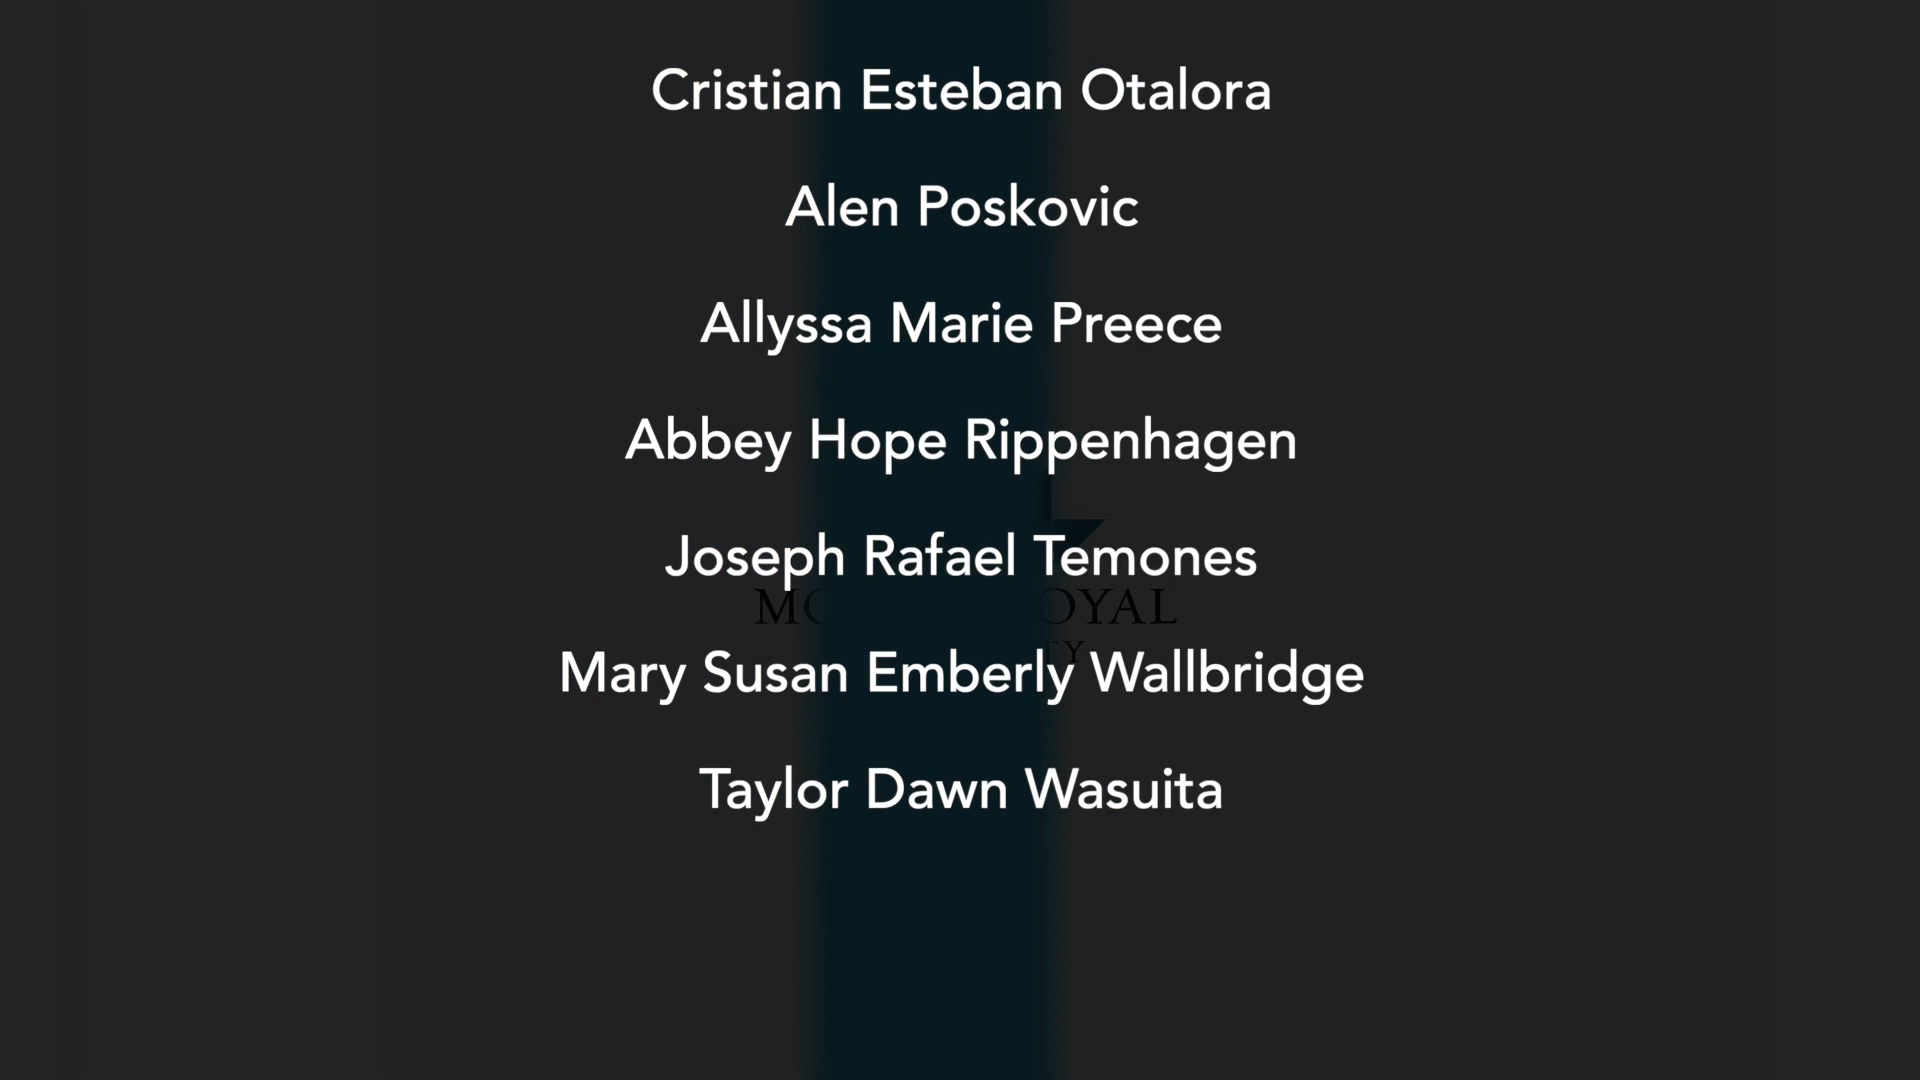 Cristian Esteban Otalora
Alen Poskovic
Allyssa Marie Preece
Abbey Hope Rippenhagen
Joseph Rafael Temones
Mary Susan Emberly Wallbridge
Taylor Dawn Wasuita